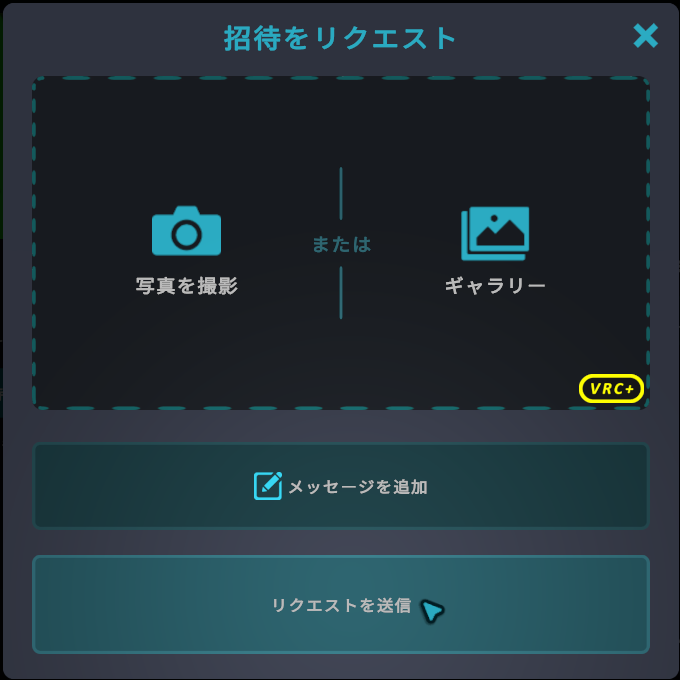 招待をリクエスト
または
写真を撮影
ギャラリー
VRC+
メッセージを追加
リクエストを送信